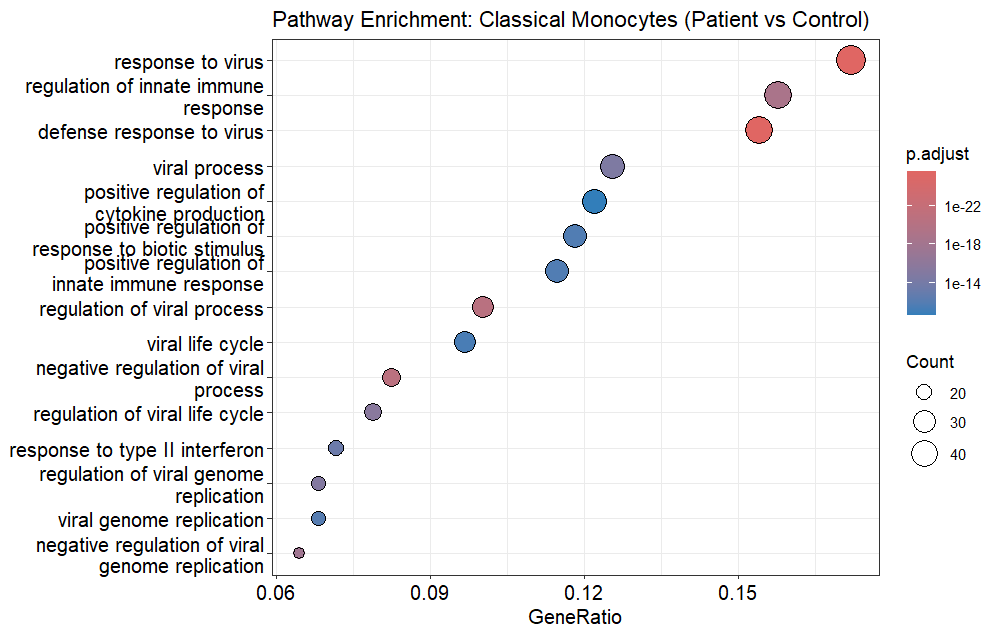 Pathway Enrichment: Classical Monocytes (Patient vs Control)
response to virus
regulation of innate immune
response
defense response to virus
viral process
positive regulation of
cytokine production
positive regulation of
response to biotic stimulus
positive regulation of
innate immune response
regulation of viral process
viral life cycle
negative regulation of viral
process
regulation of viral life cycle
response to type II interferon
regulation of viral genome
replication
viral genome replication
negative regulation of viral
genome replication
0.06 0.09 0.12 0.15
GeneRatio
p.adjust
1e-22
1e-18
1e-14
Count
20
30
40